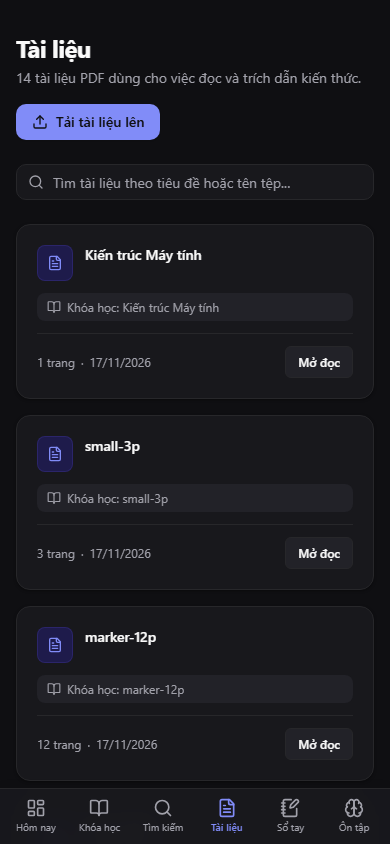 Tài liệu
14 tài liệu PDF dùng cho việc đọc và trích dẫn kiến thức.
Tải tài liệu lên
Tìm tài liệu theo tiêu đề hoặc tên tệp...
Kiến trúc Máy tính
Khóa học: Kiến trúc Máy tính
1 trang · 17/11/2026
Mở đọc
small-3p
Khóa học: small-3p
3 trang · 17/11/2026
Mở đọc
marker-12p
Khóa học: marker-12p
12 trang · 17/11/2026
Mở đọc
Hôm nay
Khóa học
Tìm kiếm
Tài liệu
Sổ tay
Ôn tập